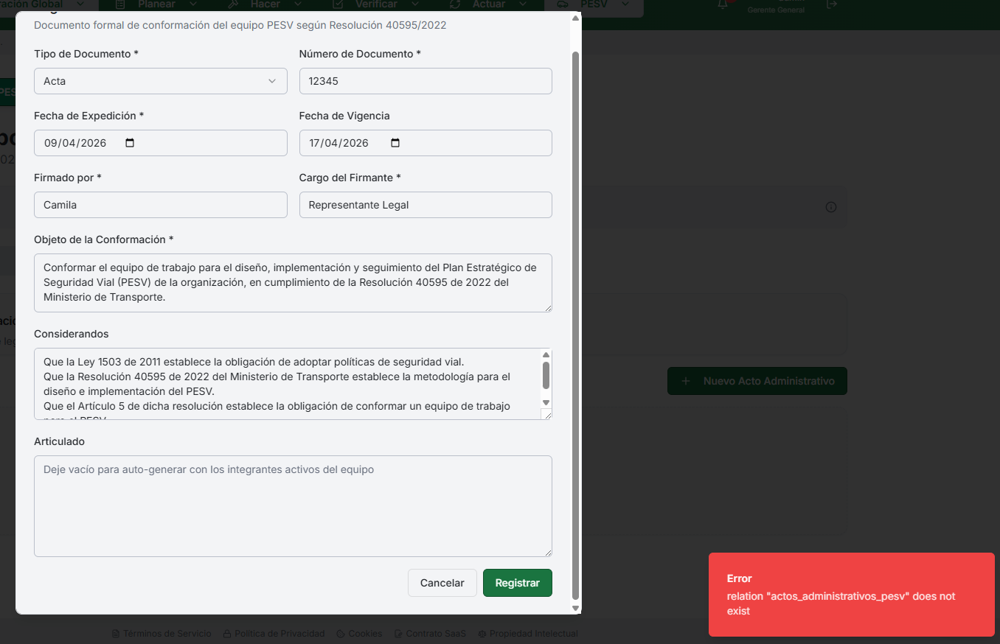 ración Global
Planear
Hacer
Verificar
Actuar
PESV
Gerente General
Documento formal de conformación del equipo PESV según Resolución 40595/2022
Tipo de Documento *
Número de Documento *
Acta
12345
Fecha de Expedición *
Fecha de Vigencia
09/04/2026
17/04/2026
Firmado por *
Cargo del Firmante *
Camila
Representante Legal
Objeto de la Conformación *
Conformar el equipo de trabajo para el diseño, implementación y seguimiento del Plan Estratégico de
Seguridad Vial (PESV) de la organización, en cumplimiento de la Resolución 40595 de 2022 del
Ministerio de Transporte.
Considerandos
Que la Ley 1503 de 2011 establece la obligación de adoptar políticas de seguridad vial.
Que la Resolución 40595 de 2022 del Ministerio de Transporte establece la metodología para el
diseño e implementación del PESV.
Que el Artículo 5 de dicha resolución establece la obligación de conformar un equipo de trabajo
para el PESV
Nuevo Acto Administrativo
Articulado
Deje vacío para auto-generar con los integrantes activos del equipo
Cancelar
Registrar
Error
relation "actos_administrativos_pesv" does not
exist
Términos de Servicio
Política de Privacidad
Cookies
Contrato SaaS
Propiedad Intelectual